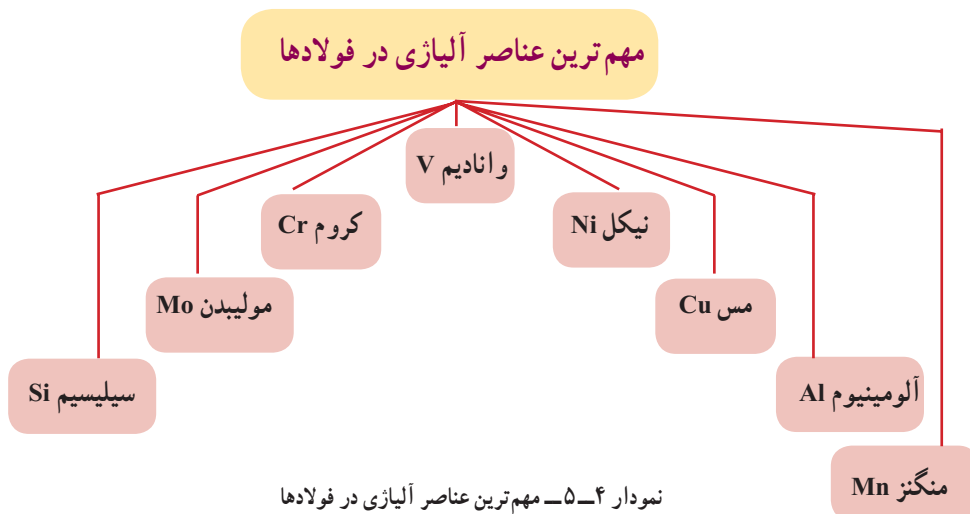 مهم‌ترین عناصر آلیاژی در فولادها
وانادیم V
نیکل Ni
کروم Cr
مس Cu
مولیبدن Mo
آلومینیوم Al
سیلیسیم Si
منگنز Mn
نمودار ۴ــ۵ــ مهم‌ترین عناصر آلیاژی در فولادها